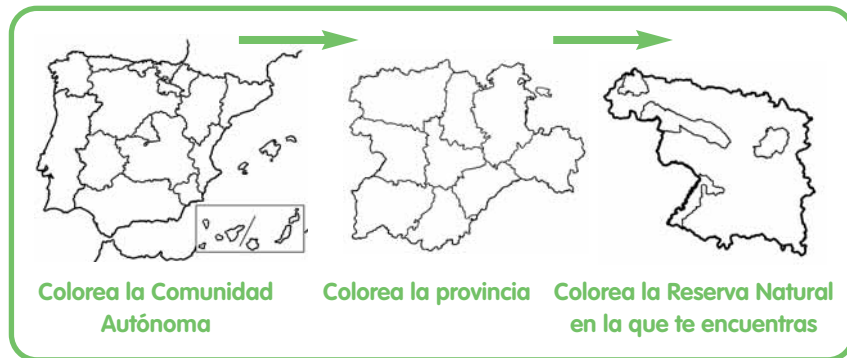 Colorea la Comunidad
Autónoma
Colorea la provincia
Colorea la Reserva Natural
en la que te encuentras